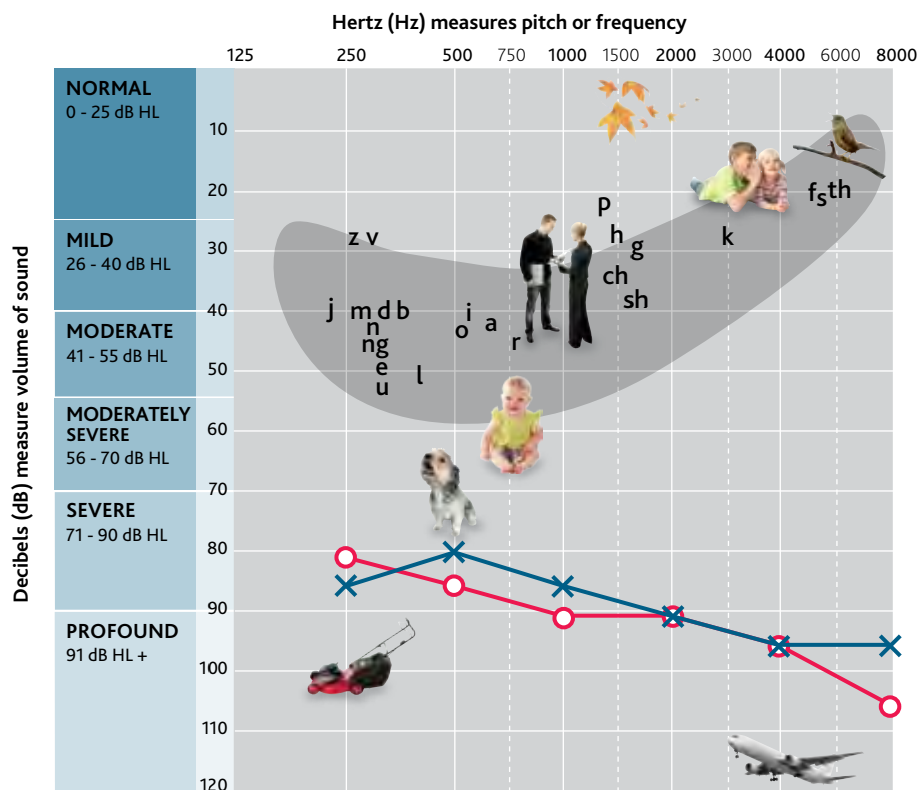 Hertz (Hz) measures pitch or frequency
125 250 500 750 1000 1500 2000 3000 4000 8000
Decibels (dB) measure volume of sound
NORMAL
0 - 25 dB HL
10
20
MILD
26 - 40 dB HL
30
40
MODERATE
41 - 55 dB HL
50
MODERATELY
SEVERE
56 - 70 dB HL
60
70
SEVERE
71 - 90 dB HL
80
90
PROFOUND
91 dB HL +
100
110
120
f s th
p
z v h g k
ch
sh
j m d b i
n o a
ng r
e l
u